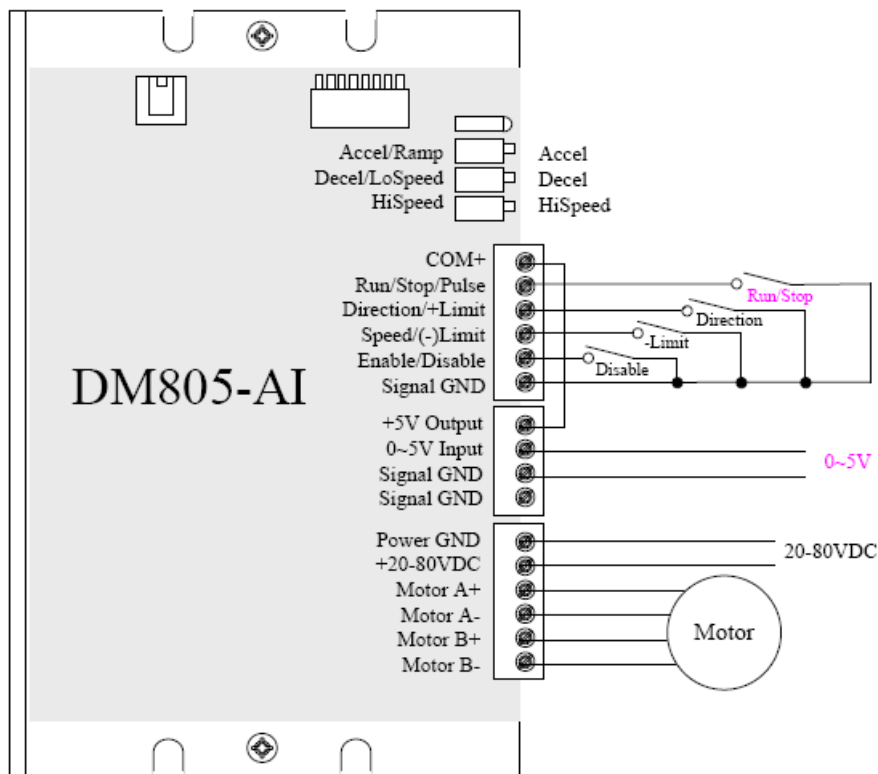 Accel/Ramp Accel
Decel/LoSpeed Decel
HiSpeed HiSpeed
COM+
Run/Stop/Pulse Run/Stop
Direction/+Limit Direction
Speed/(-)Limit -Limit
Enable/Disable Disable
Signal GND
DM805-AI
+5V Output
0~5V Input 0~5V
Signal GND
Signal GND
Power GND 20-80VDC
+20-80VDC
Motor A+
Motor A-
Motor B+
Motor B-
Motor